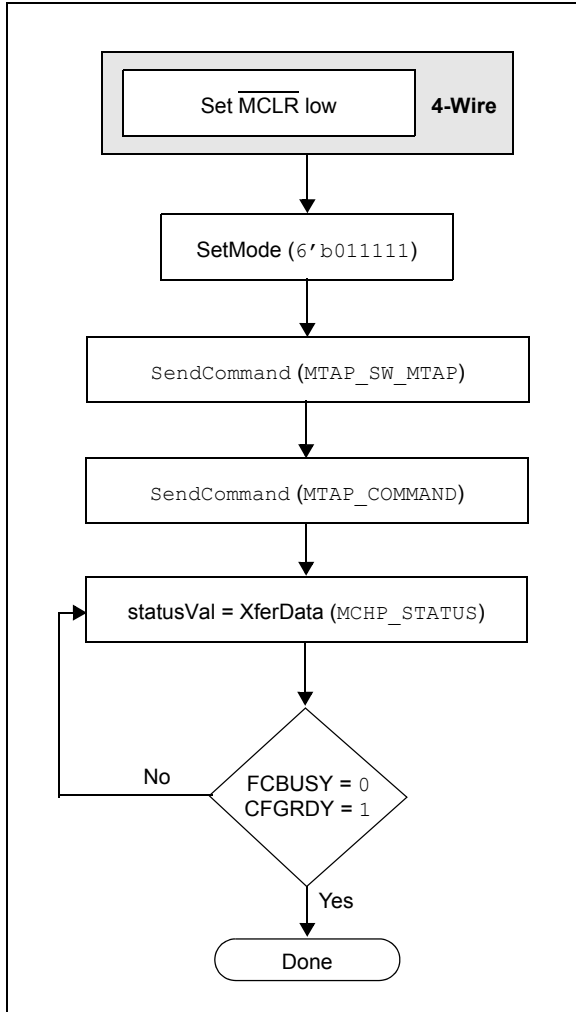 Set MCLR low
4-Wire
SetMode (6'b011111)
SendCommand (MTAP_SW_MTAP)
SendCommand (MTAP_COMMAND)
statusVal = XferData (MCHP_STATUS)
No
FCBUSY = 0
CFGRDY = 1
Yes
Done